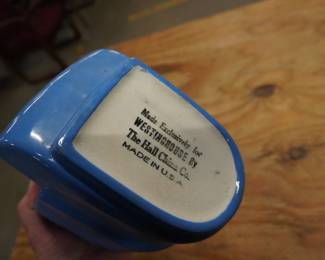 Made Exclusively for
WESTINGHOUSE BY
The Hall China Co.
MADE IN U.S.A.